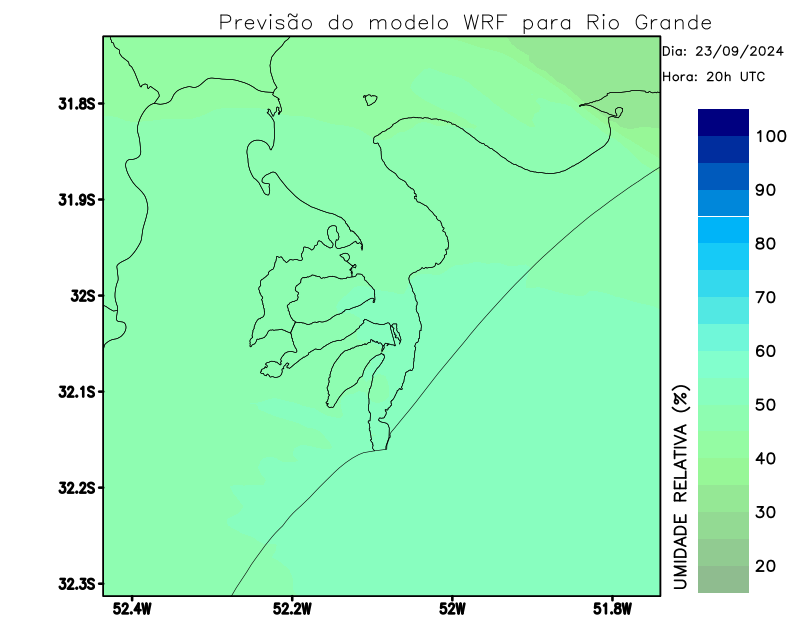 Previsão do modelo WRF para Rio Grande
Dia: 23/09/2024
Hora: 20h UTC
31.8S
31.9S
32S
32.1S
32.2S
32.3S
52.4W
52.2W
52W
51.8W
100
90
80
70
60
50
40
30
20
UMIDADE RELATIVA (%)